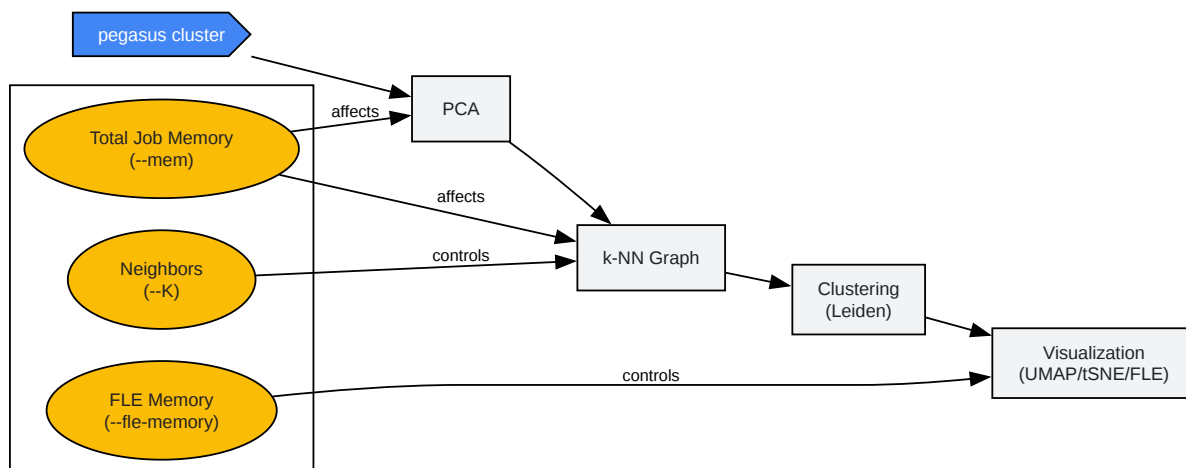 pegasus cluster
PCA
affects
Total Job Memory
(--mem)
affects
k-NN Graph
controls
Neighbors
(--K)
Clustering
(Leiden)
Visualization
(UMAP/tSNE/FLE)
controls
FLE Memory
(--fle-memory)